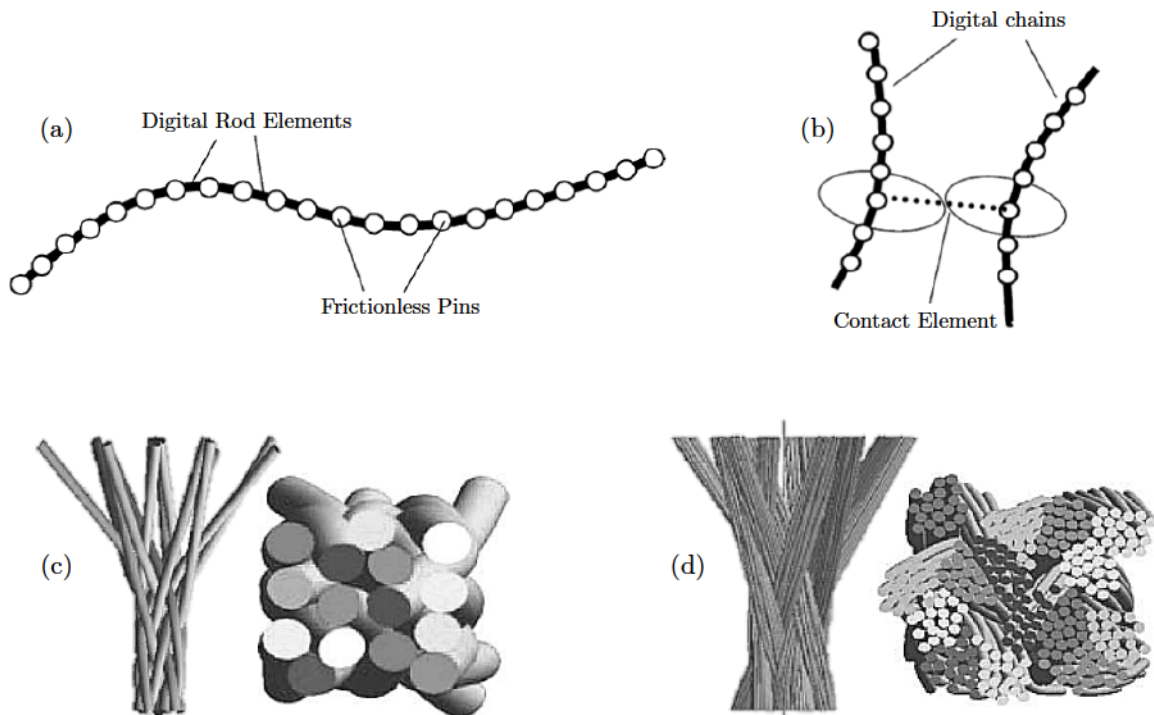 Digital chains
(a)
Digital Rod Elements
(b)
Frictionless Pins
Contact Element
(c)
(d)